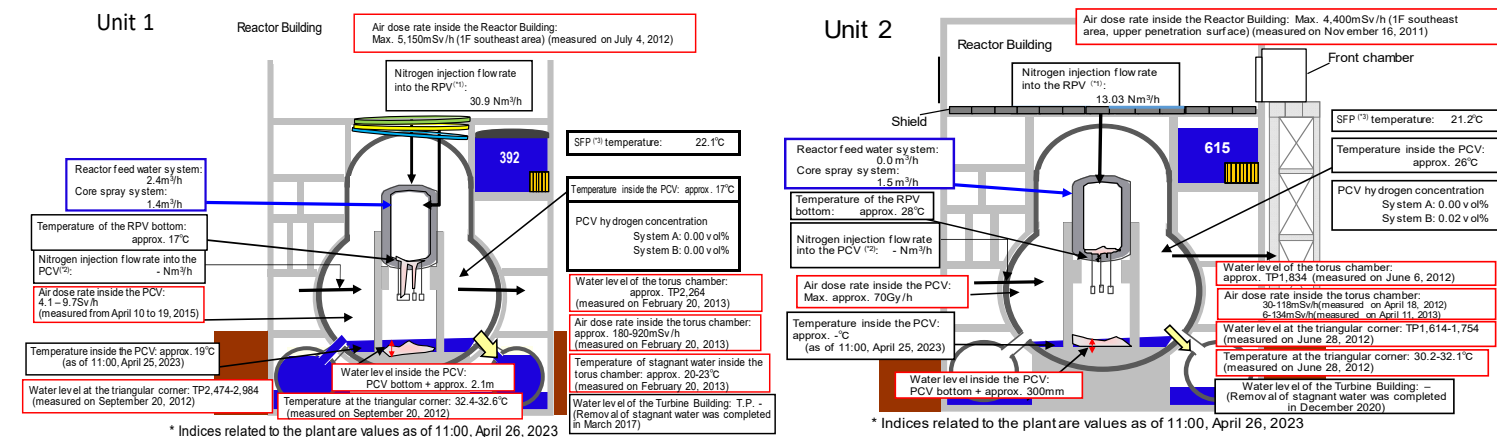 Unit 1
Reactor Building
Air dose rate inside the Reactor Building:
Max. 5,150mSv/h (1F southeast area) (measured on July 4, 2012)
Nitrogen injection flow rate
into the RPV(*1):
30.9 Nm³/h
392
SFP (*3) temperature: 22.1℃
Reactor feed water system:
2.4m³/h
Core spray system:
1.4m³/h
Temperature inside the PCV: approx. 17℃
PCV hydrogen concentration
System A: 0.00 vol%
System B: 0.00 vol%
Temperature of the RPV bottom:
approx. 17℃
Nitrogen injection flow rate into the
PCV(*2): - Nm³/h
Air dose rate inside the PCV:
4.1 – 9.7Sv/h
(measured from April 10 to 19, 2015)
Water level of the torus chamber:
approx. TP2,264
(measured on February 20, 2013)
Air dose rate inside the torus chamber:
approx. 180-920mSv/h
(measured on February 20, 2013)
Temperature inside the PCV: approx. 19℃
(as of 11:00, April 25, 2023)
Temperature of stagnant water inside the
torus chamber: approx. 20-23℃
(measured on February 20, 2013)
Water level inside the PCV:
PCV bottom + approx. 2.1m
Water level at the triangular corner: TP2,474-2,984
(measured on September 20, 2012)
Temperature at the triangular corner: 32.4-32.6℃
(measured on September 20, 2012)
Water level of the Turbine Building: T.P. -
(Removal of stagnant water was completed
in March 2017)
* Indices related to the plant are values as of 11:00, April 26, 2023
Unit 2
Reactor Building
Air dose rate inside the Reactor Building: Max. 4,400mSv/h (1F southeast
area, upper penetration surface) (measured on November 16, 2011)
Front chamber
Nitrogen injection flow rate
into the RPV (*1):
13.03 Nm³/h
Shield
615
SFP (*3) temperature: 21.2℃
Reactor feed water system:
0.0 m³/h
Core spray system:
1.5 m³/h
Temperature inside the PCV:
approx. 26℃
PCV hydrogen concentration
System A: 0.00 vol%
System B: 0.02 vol%
Temperature of the RPV
bottom: approx. 28℃
Nitrogen injection flow rate
into the PCV(*2): - Nm³/h
Air dose rate inside the PCV:
Max. approx. 70Gy/h
Water level of the torus chamber:
approx. TP1,834 (measured on June 6, 2012)
Air dose rate inside the torus chamber:
30-118mSv/h(measured on April 18, 2012)
6-134mSv/h(measured on April 11, 2013)
Temperature inside the PCV:
approx. -℃
(as of 11:00, April 25, 2023)
Water level at the triangular corner: TP1,614-1,754
(measured on June 28, 2012)
Temperature at the triangular corner: 30.2-32.1℃
(measured on June 28, 2012)
Water level inside the PCV:
PCV bottom + approx. 300mm
Water level of the Turbine Building: –
(Removal of stagnant water was completed
in December 2020)
* Indices related to the plant are values as of 11:00, April 26, 2023